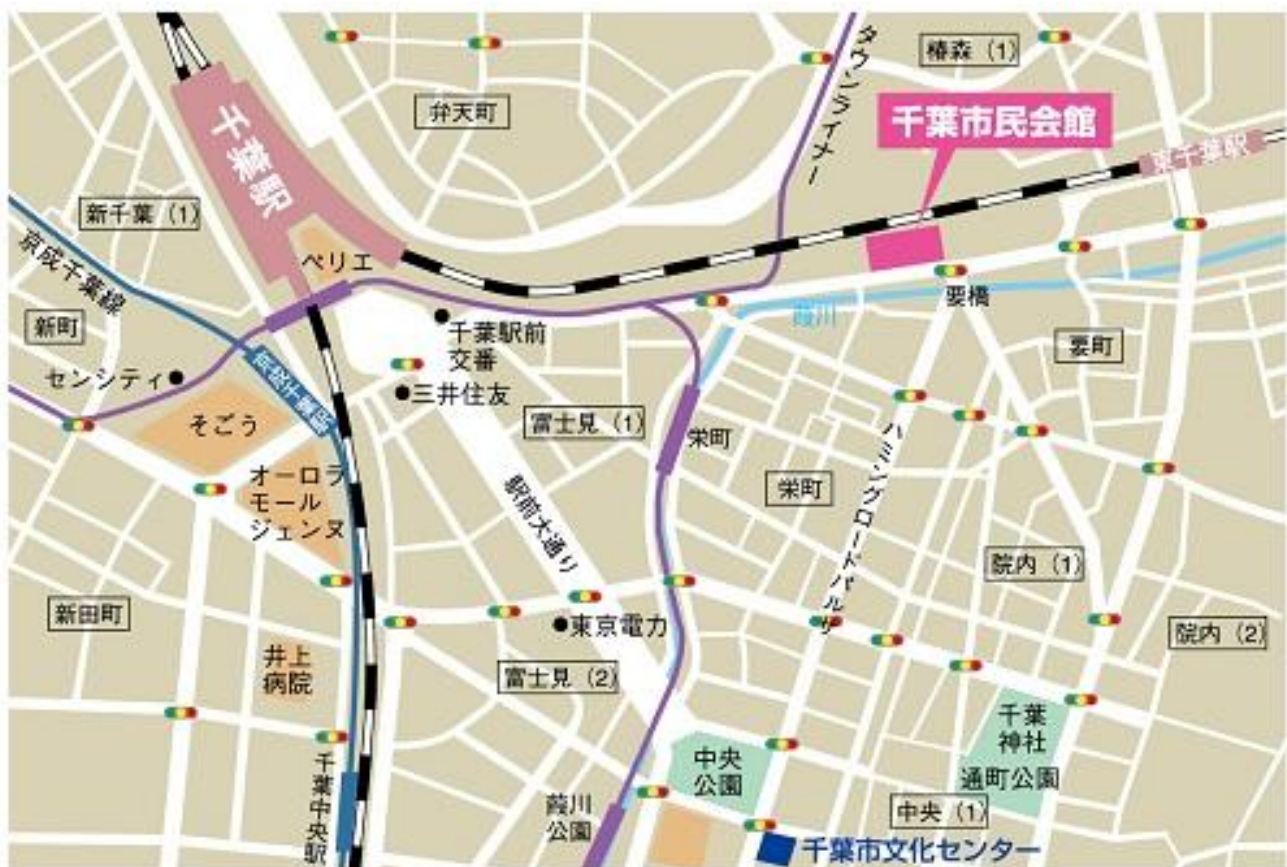 タウンライナー
椿森（1）
弁天町
千葉市民会館
千葉駅
東千葉駅
新千葉（1）
京成千葉線
ペリエ
新町
葭川
要橋
千葉駅前
交番
要町
センシティ
京成千葉駅
三井住友
そごう
富士見（1）
栄町
オーロラ
モール
ジェンヌ
駅前大通り
栄町
ハミングロードパルサ
院内（1）
新田町
東京電力
院内（2）
井上
病院
富士見（2）
千葉
神社
中央
公園
通町公園
千葉中央駅
葭川
公園
中央（1）
千葉市文化センター